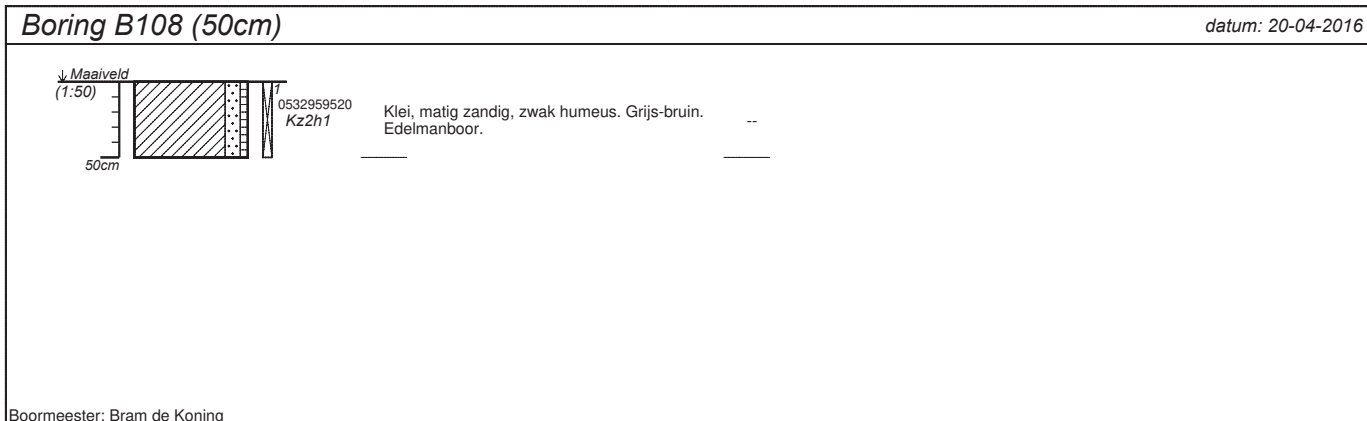 Boring B108 (50cm)
datum: 20-04-2016
Maaiveld
(1:50)
1
0532959520
Kz2h1
Klei, matig zandig, zwak humeus. Grijs-bruin.
Edelmanboor.
--
50cm
Boormeester: Bram de Koning